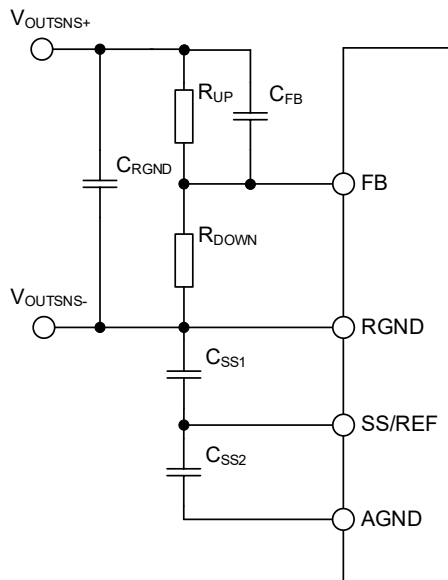 VOUTSNS+
RUP
CFB
CRGND
FB
RDOWN
VOUTSNS-
RGND
CSS1
SS/REF
CSS2
AGND